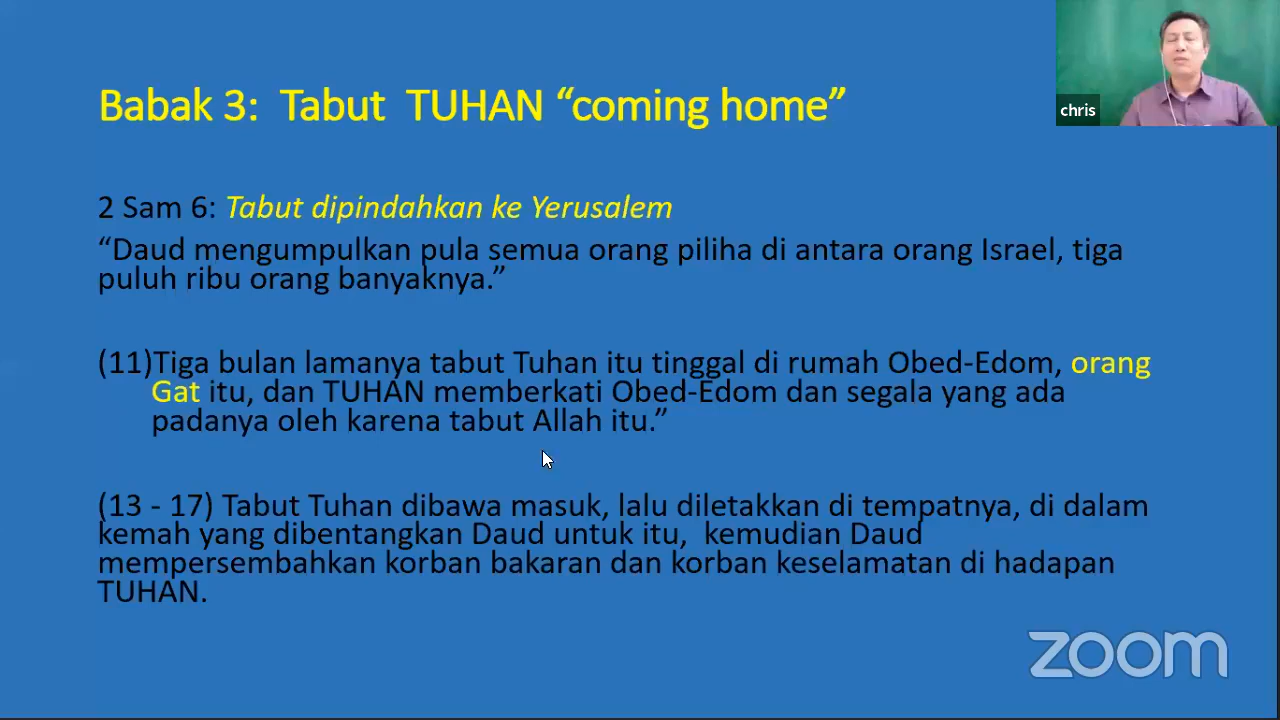 Babak 3: Tabut TUHAN “coming home”
chris
2 Sam 6: Tabut dipindahkan ke Yerusalem
“Daud mengumpulkan pula semua orang piliha di antara orang Israel, tiga
puluh ribu orang banyaknya.”
(11)Tiga bulan lamanya tabut Tuhan itu tinggal di rumah Obed-Edom, orang
Gat itu, dan TUHAN memberkati Obed-Edom dan segala yang ada
padanya oleh karena tabut Allah itu.”
(13 - 17) Tabut Tuhan dibawa masuk, lalu diletakkan di tempatnya, di dalam
kemah yang dibentangkan Daud untuk itu, kemudian Daud
mempersembahkan korban bakaran dan korban keselamatan di hadapan
TUHAN.
zoom